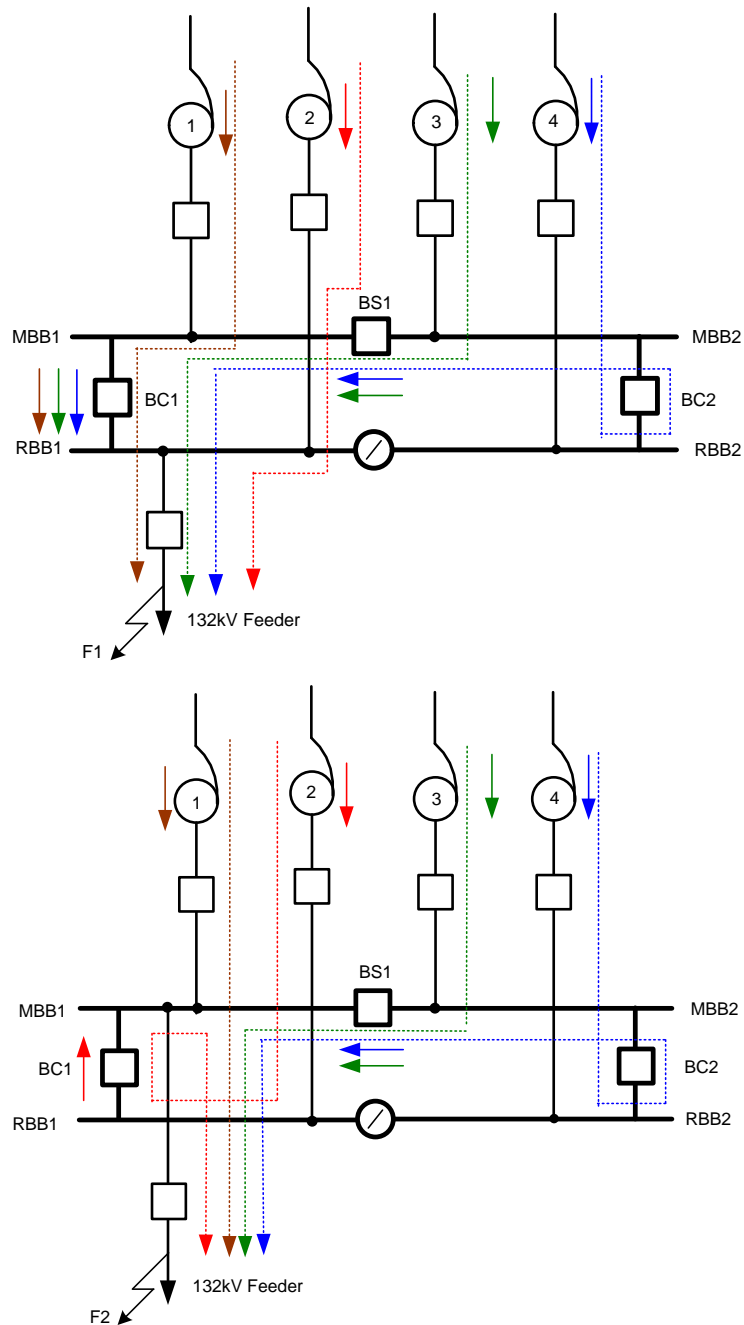 1
2
3
4
BS1
MBB1
MBB2
BC1
BC2
RBB1
RBB2
132kV Feeder
F1
1
2
3
4
BS1
MBB1
MBB2
BC1
BC2
RBB1
RBB2
132kV Feeder
F2